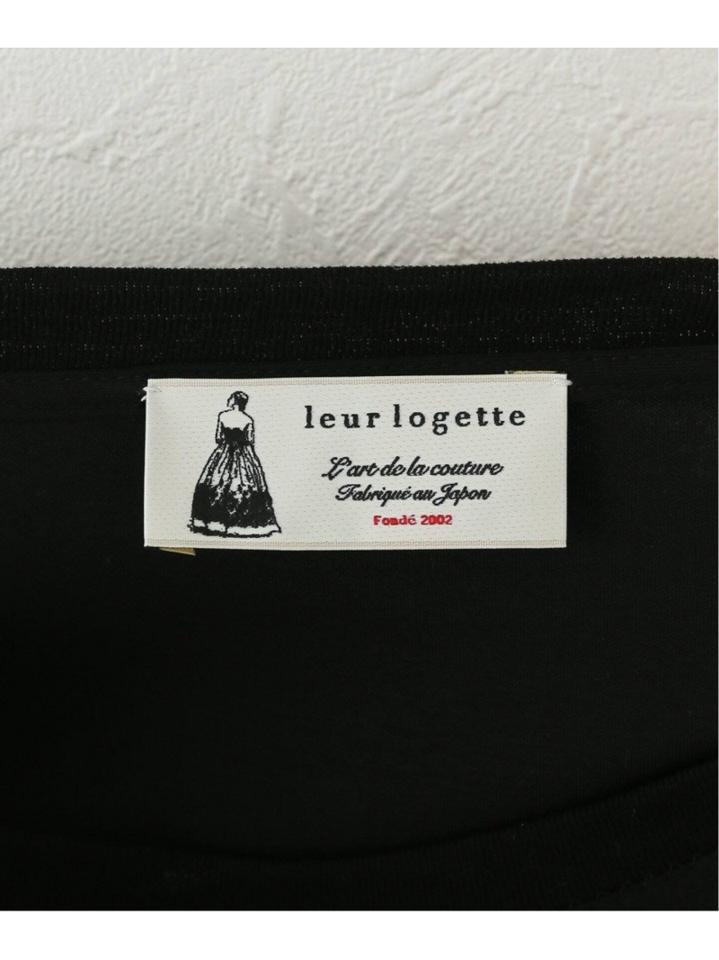 leur logette
L'art de la couture
Fabriqué au Japon
Fondé 2002